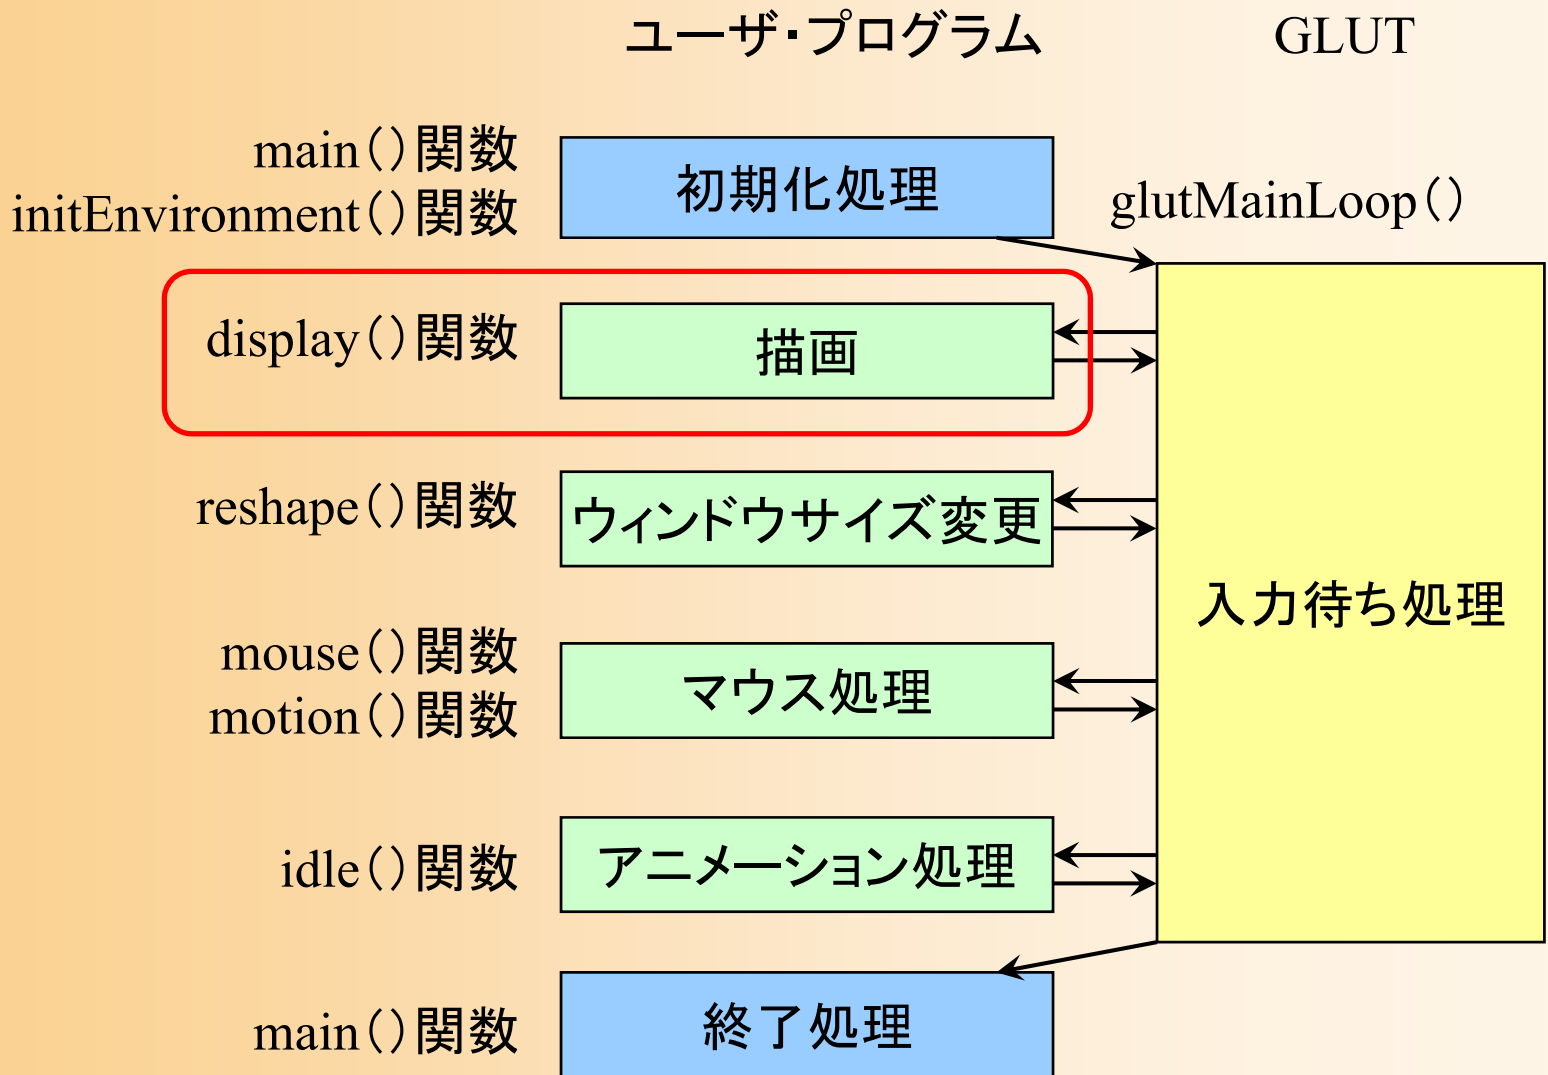 ユーザ・プログラム
GLUT
main()関数
initEnvironment()関数
初期化処理
glutMainLoop()
display()関数
描画
reshape()関数
ウィンドウサイズ変更
入力待ち処理
mouse()関数
motion()関数
マウス処理
idle()関数
アニメーション処理
main()関数
終了処理